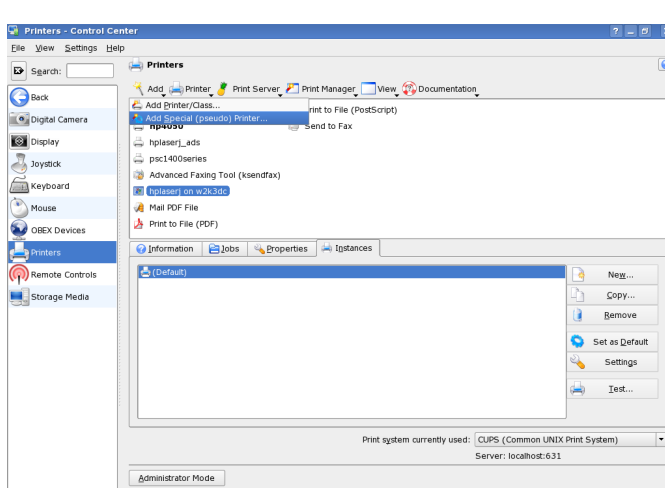 Printers - Control Center
File View Settings Help
Search:
Back
Digital Camera
Display
Joystick
Keyboard
Mouse
OBEX Devices
Printers
Remote Controls
Storage Media
Printers
Add Printer Print Server Print Manager View Documentation
Add Printer/Class...
Add Special (pseudo) Printer...
rint to File (PostScript)
hp4050
Send to Fax
hplaserj_ads
psc1400series
Advanced Faxing Tool (ksendfax)
hplaserj on w2k3dc
Mail PDF File
Print to File (PDF)
Information Jobs Properties Instances
(Default)
New...
Copy...
Remove
Set as Default
Settings
Test...
Print system currently used: CUPS (Common UNIX Print System)
Server: localhost:631
Administrator Mode